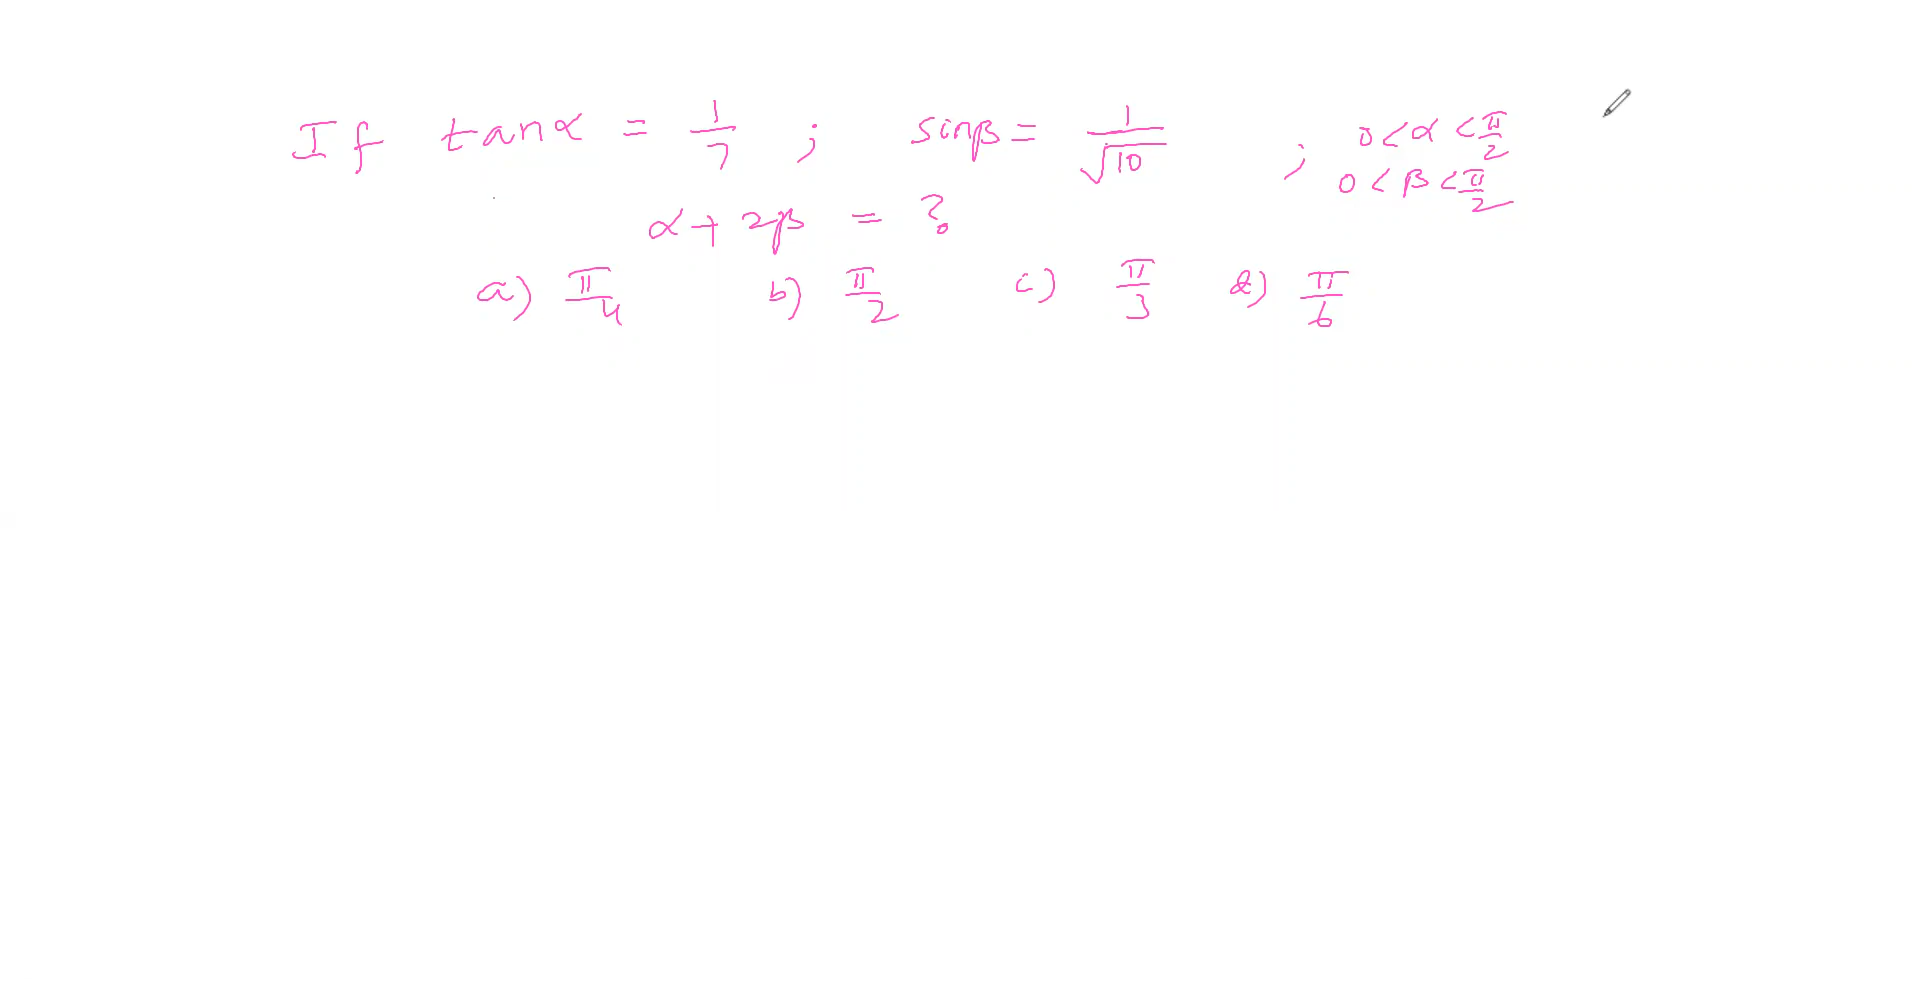 If tanα = 1/7 ; sinβ = 1/√10 ; 0 < α < π/2
0 < β < π/2
α + 2β = ?
a) π/4 b) π/2 c) π/3 d) π/6